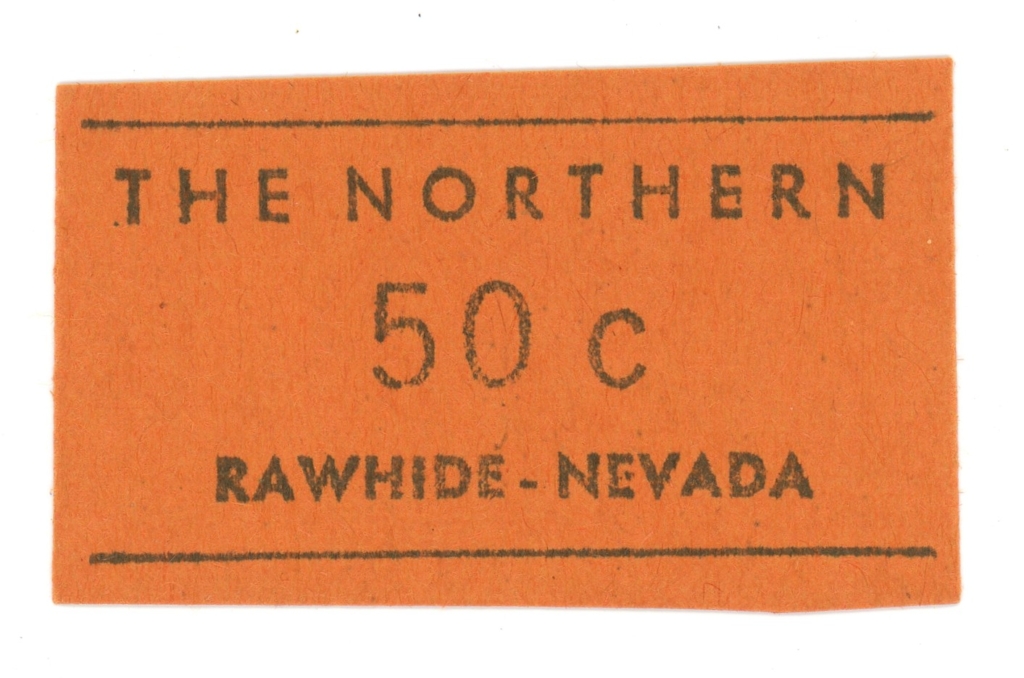 THE NORTHERN
50 c
RAWHIDE - NEVADA